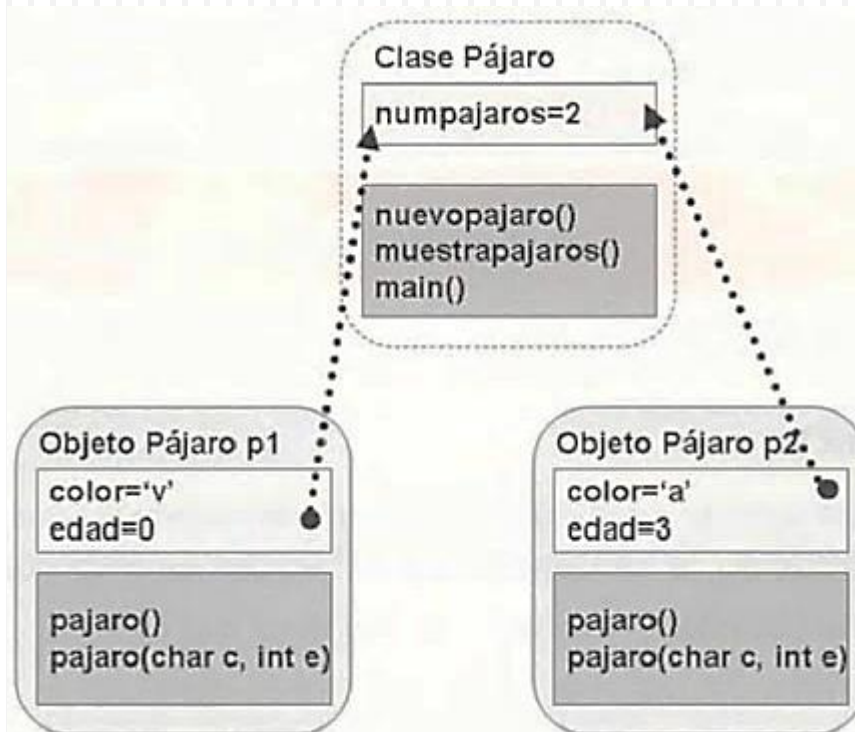 Clase Pájaro
numpajaros=2
nuevopajaro()
muestrapajaros()
main()
Objeto Pájaro p1
color='v'
edad=0
pajaro()
pajaro(char c, int e)
Objeto Pájaro p2
color='a'
edad=3
pajaro()
pajaro(char c, int e)